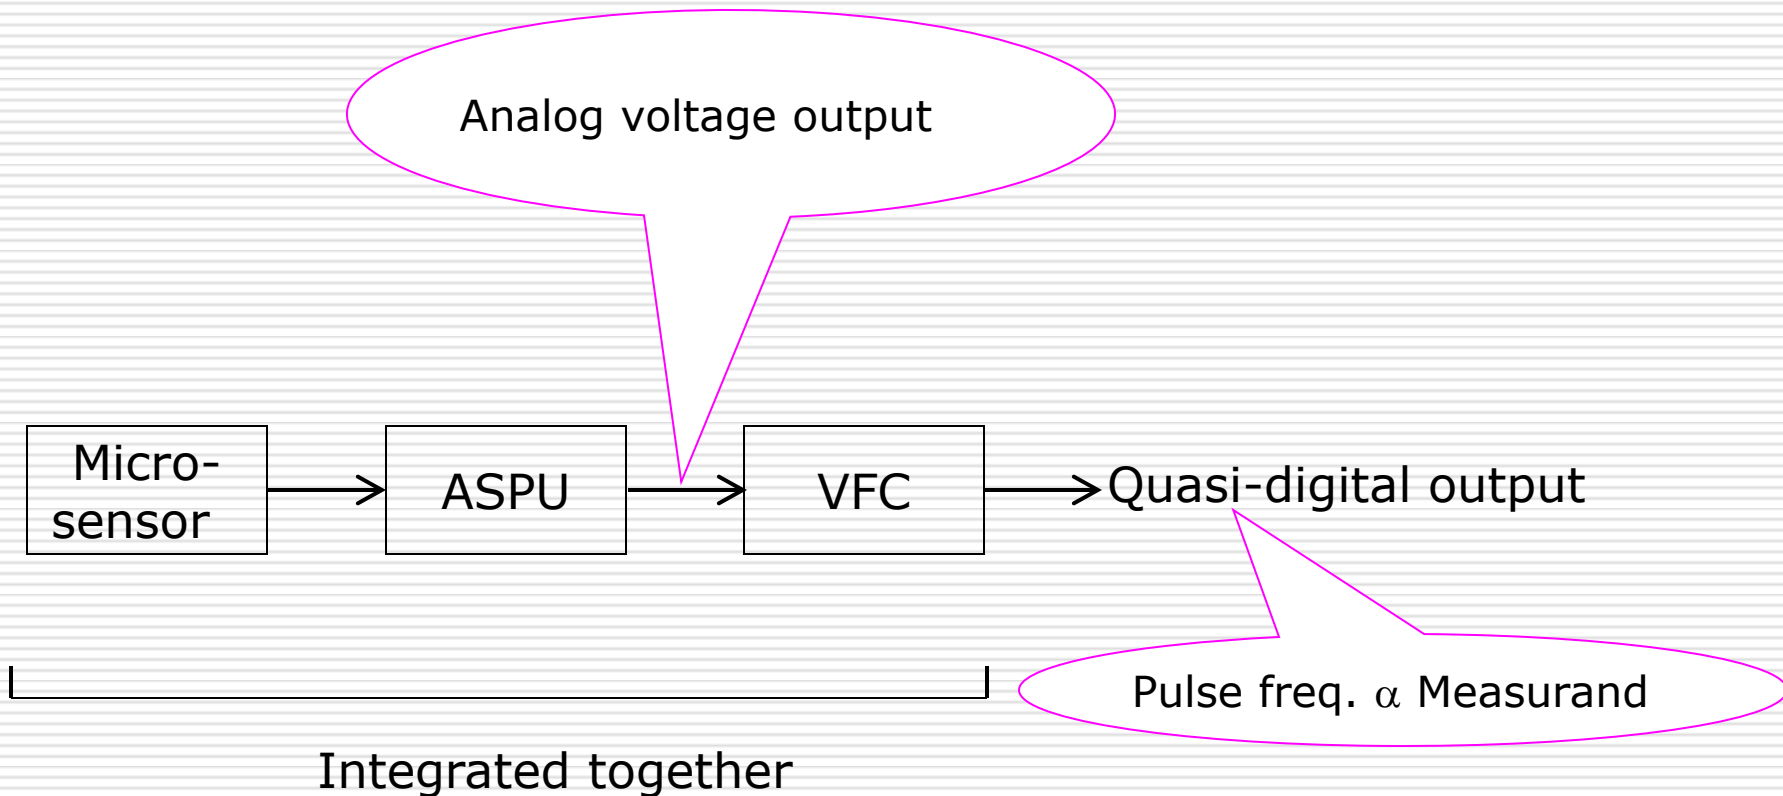 Analog voltage output
Micro-
sensor
ASPU
VFC
Quasi-digital output
Pulse freq. α Measurand
Integrated together